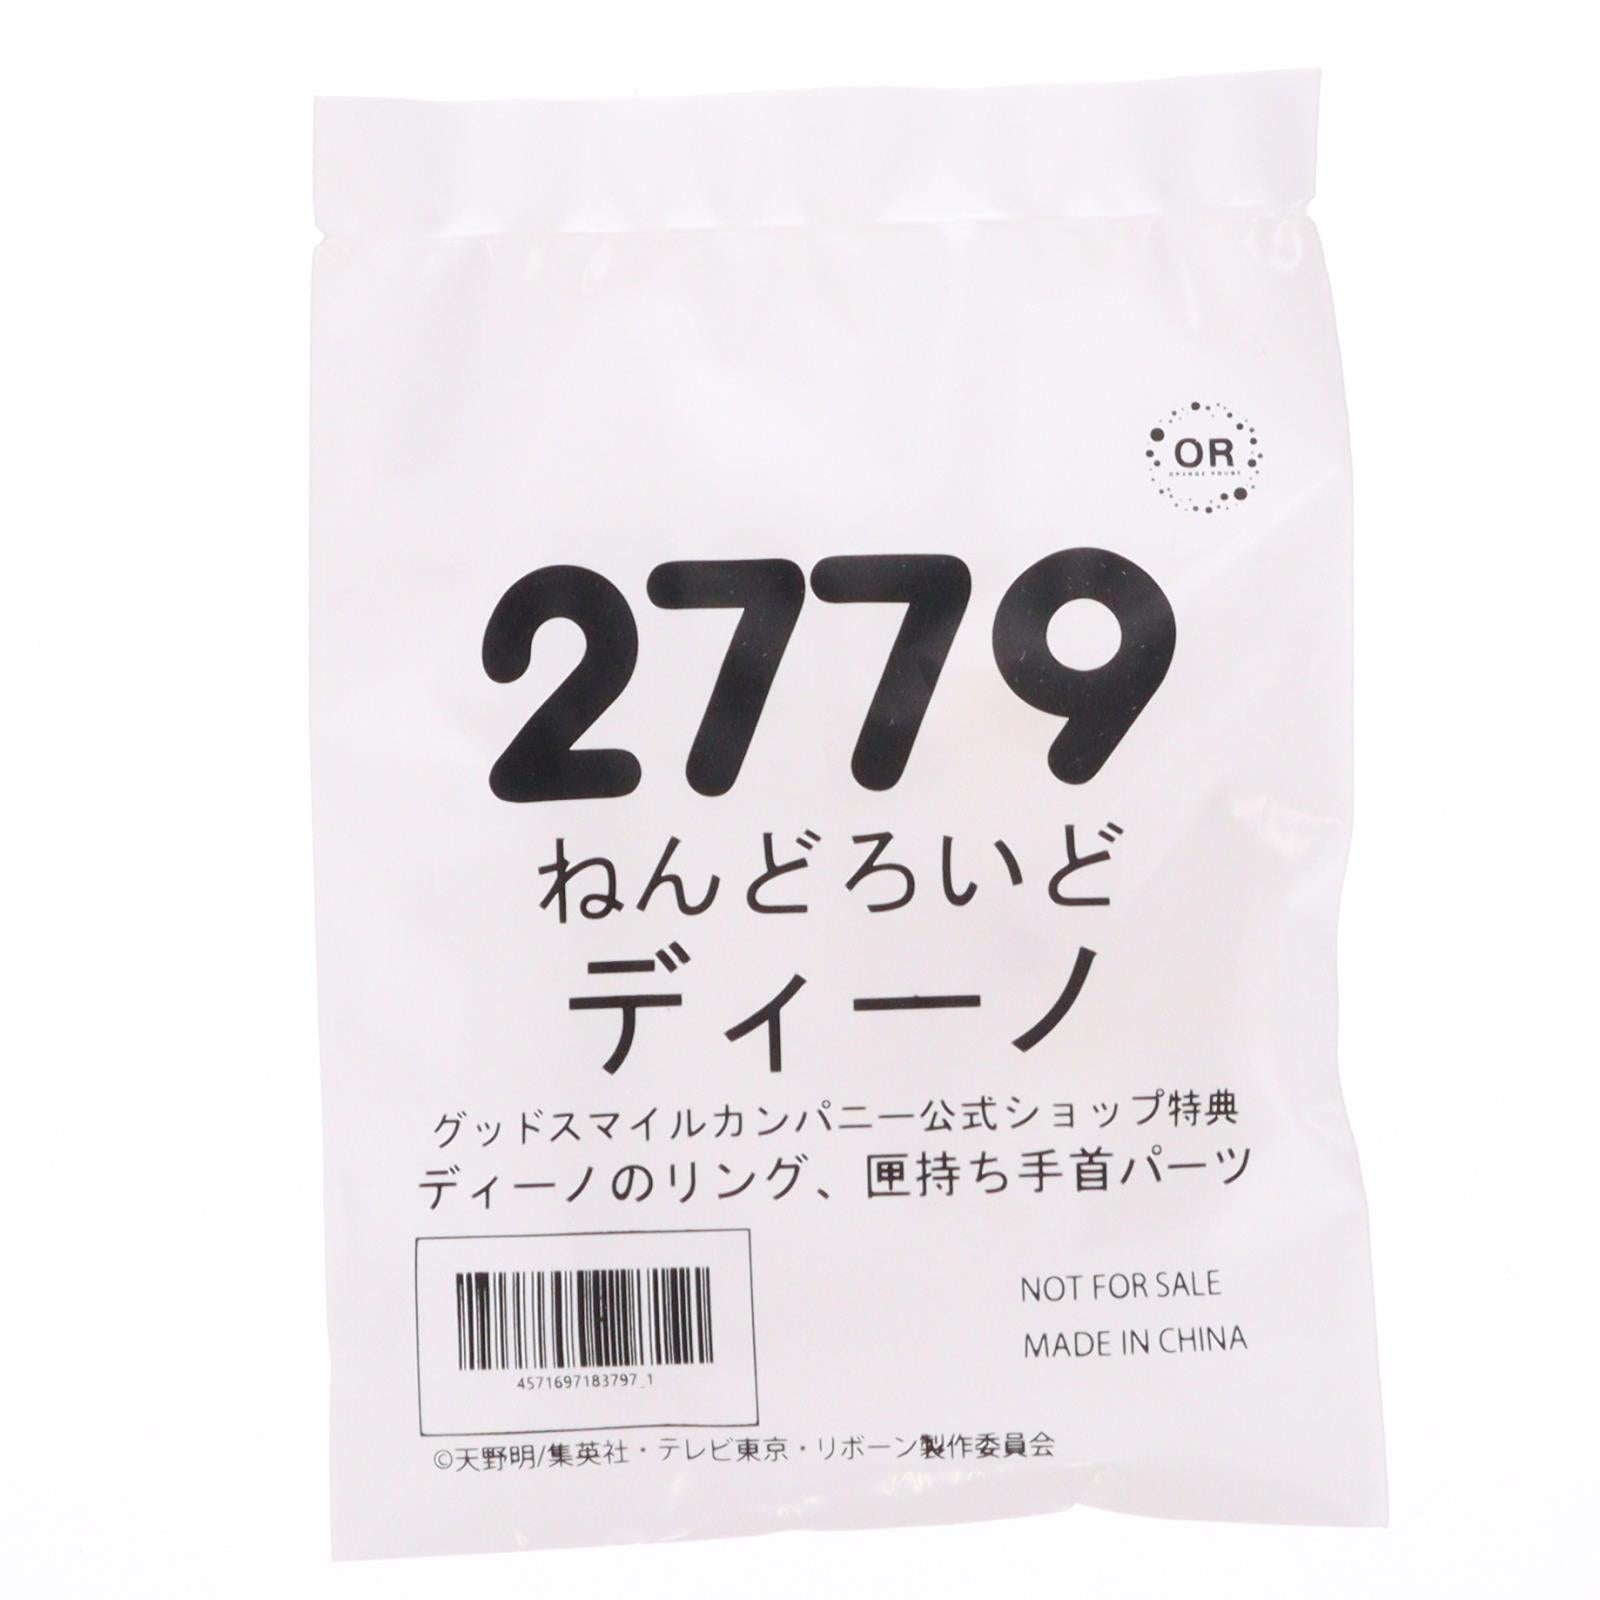 OR
ORANGE ROUGE
2779
ねんどろいど
ディーノ
グッドスマイルカンパニー公式ショップ特典
ディーノのリング、匣持ち手首パーツ
NOT FOR SALE
MADE IN CHINA
4571697183797_1
©天野明/集英社・テレビ東京・リボーン製作委員会